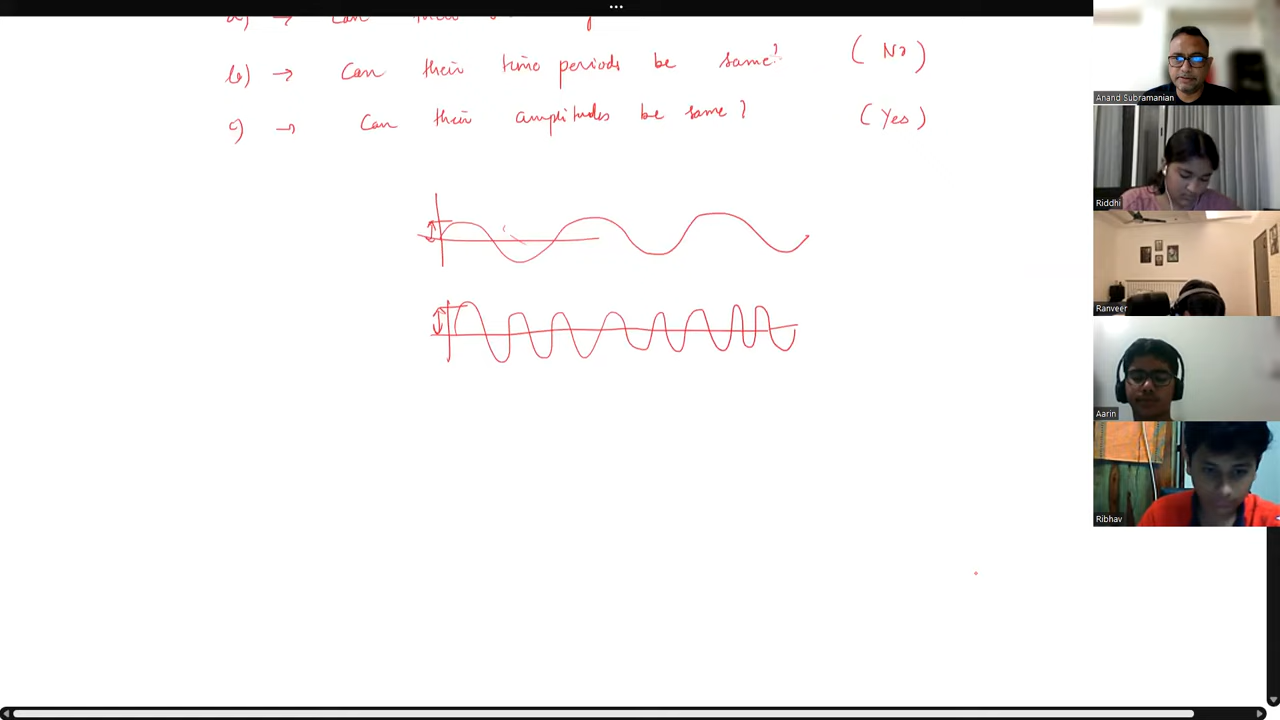 b) → Can their time periods be same? (No)
c) → Can their amplitudes be same? (Yes)
Anand Subramanian
Riddhi
Ranveer
Aarin
Ribhav